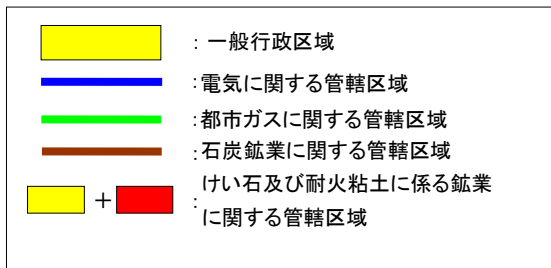 ：一般行政区域
：電気に関する管轄区域
：都市ガスに関する管轄区域
：石炭鉱業に関する管轄区域
＋：けい石及び耐火粘土に係る鉱業
に関する管轄区域